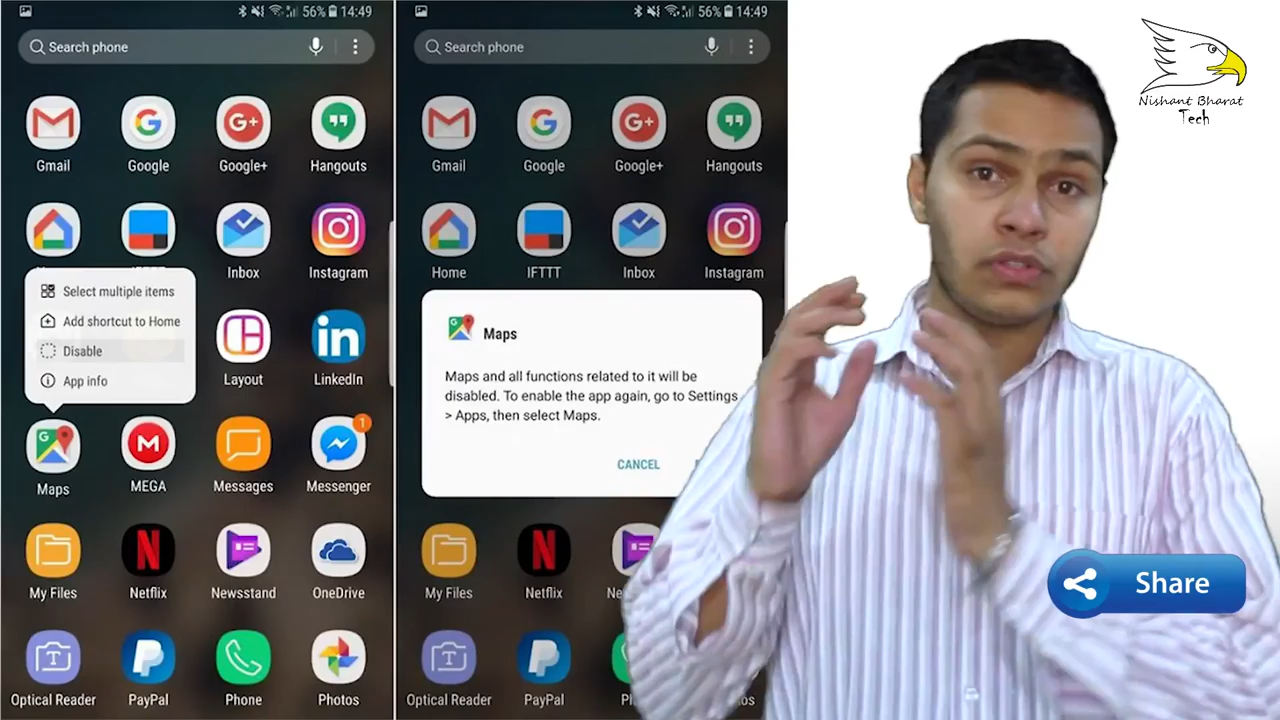 56% 14:49
Search phone
Gmail
Google
Google+
Hangouts
Inbox
Instagram
Select multiple items
Add shortcut to Home
Disable
App info
Layout
LinkedIn
Maps
MEGA
Messages
1
Messenger
My Files
Netflix
Newsstand
OneDrive
Optical Reader
PayPal
Phone
Photos
56% 14:49
Search phone
Gmail
Google
Google+
Hangouts
Home
IFTTT
Inbox
Instagram
Maps
Maps and all functions related to it will be
disabled. To enable the app again, go to Settings
> Apps, then select Maps.
CANCEL
My Files
Netflix
Optical Reader
PayPal
Nishant Bharat
Tech
Share